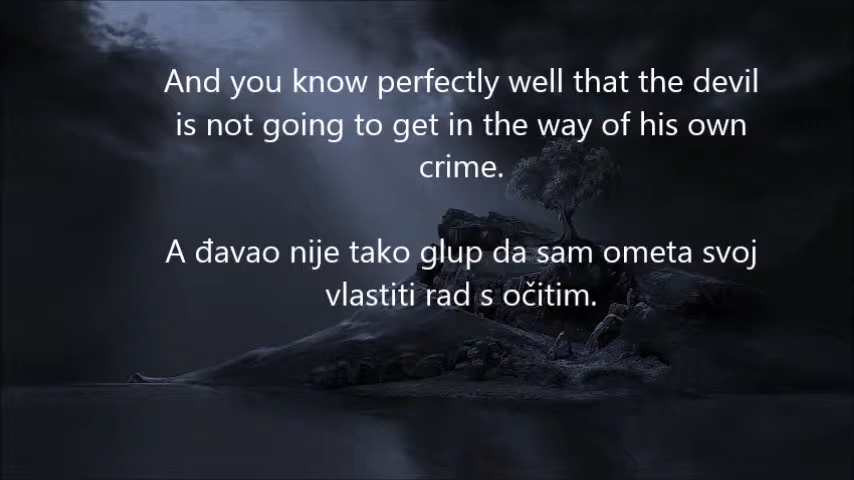 And you know perfectly well that the devil
is not going to get in the way of his own
crime.
A đavao nije tako glup da sam ometa svoj
vlastiti rad s očitim.